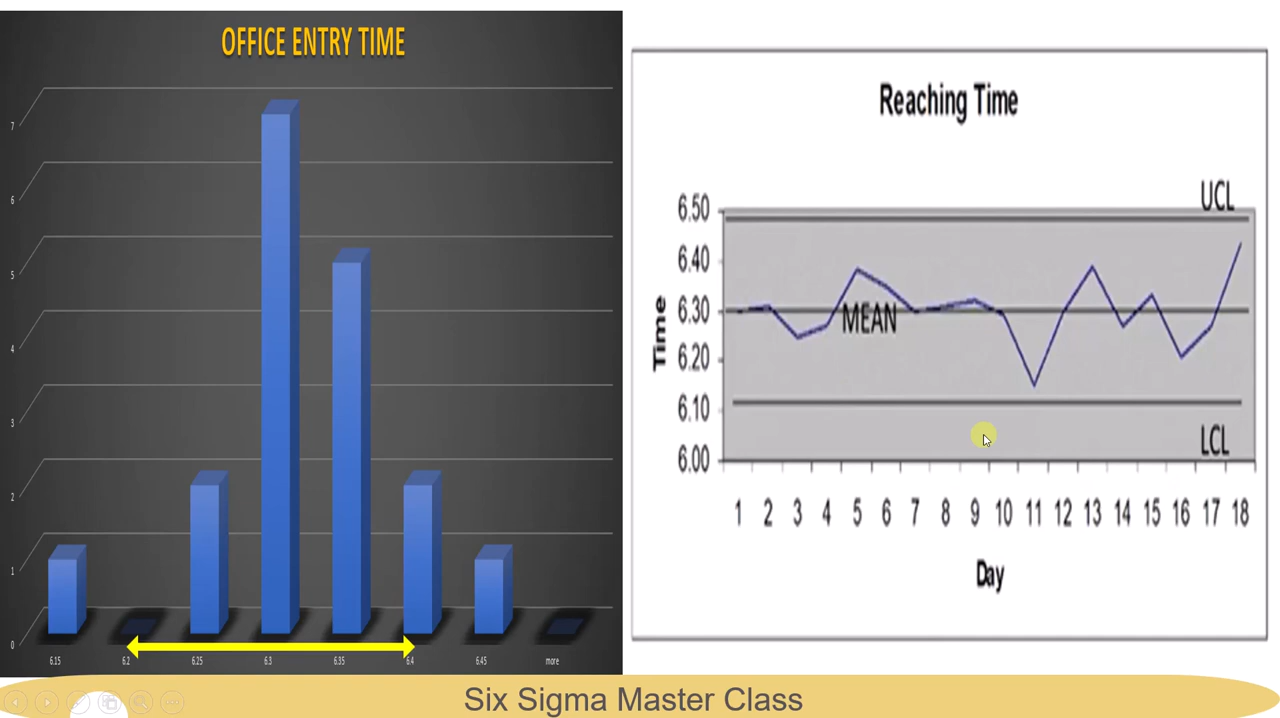 OFFICE ENTRY TIME
7
6
5
4
3
2
1
0
6.15 6.2 6.25 6.3 6.35 6.4 6.45 more
Reaching Time
UCL
6.50
6.40
6.30
MEAN
6.20
6.10
6.00
LCL
Time
1 2 3 4 5 6 7 8 9 10 11 12 13 14 15 16 17 18
Day
Six Sigma Master Class